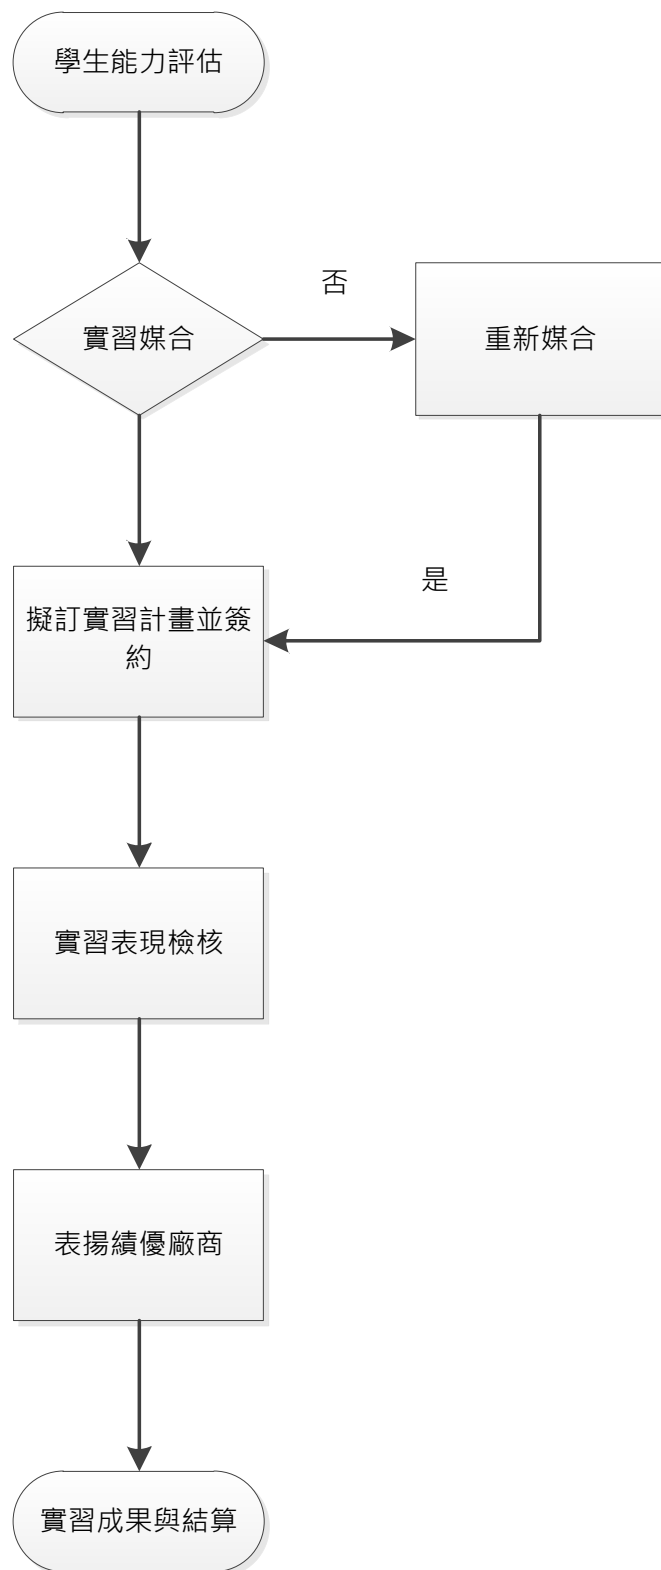 學生能力評估
否
實習媒合
重新媒合
是
擬訂實習計畫並簽
約
實習表現檢核
表揚績優廠商
實習成果與結算